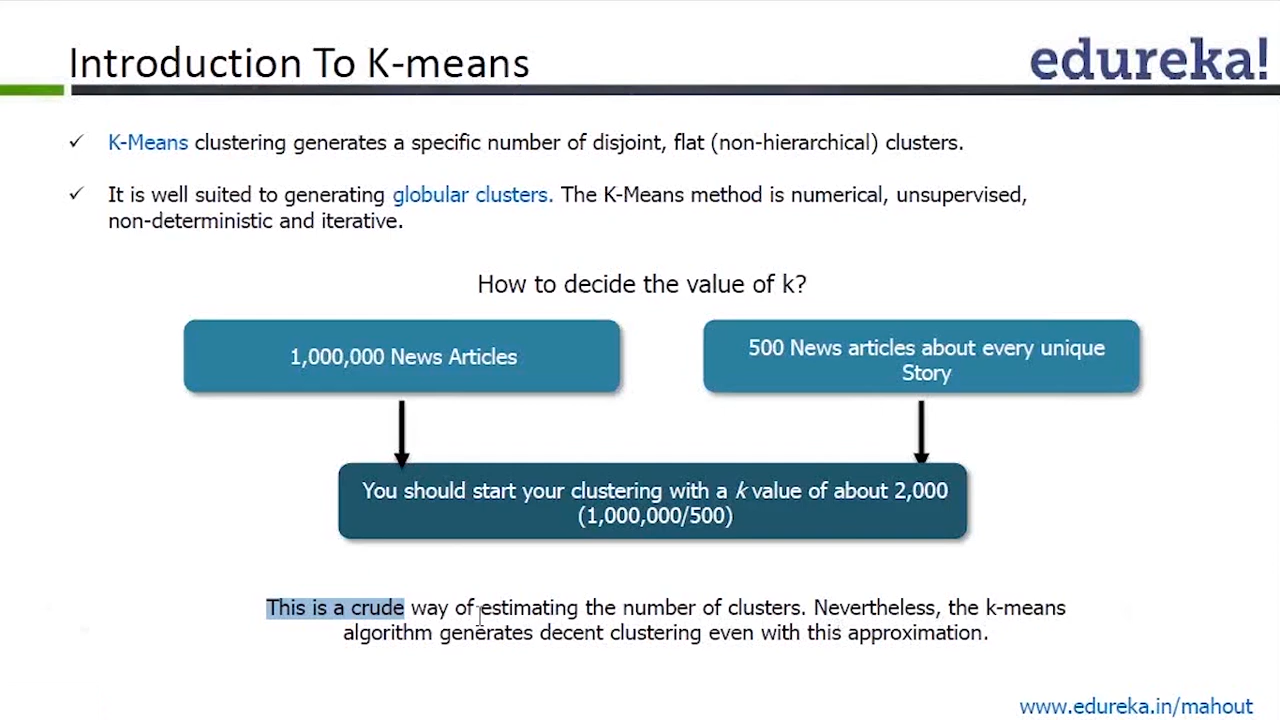 Introduction To K-means
edureka!
K-Means clustering generates a specific number of disjoint, flat (non-hierarchical) clusters.
It is well suited to generating globular clusters. The K-Means method is numerical, unsupervised,
non-deterministic and iterative.
How to decide the value of k?
1,000,000 News Articles
500 News articles about every unique
Story
You should start your clustering with a k value of about 2,000
(1,000,000/500)
This is a crude way of estimating the number of clusters. Nevertheless, the k-means
algorithm generates decent clustering even with this approximation.
www.edureka.in/mahout